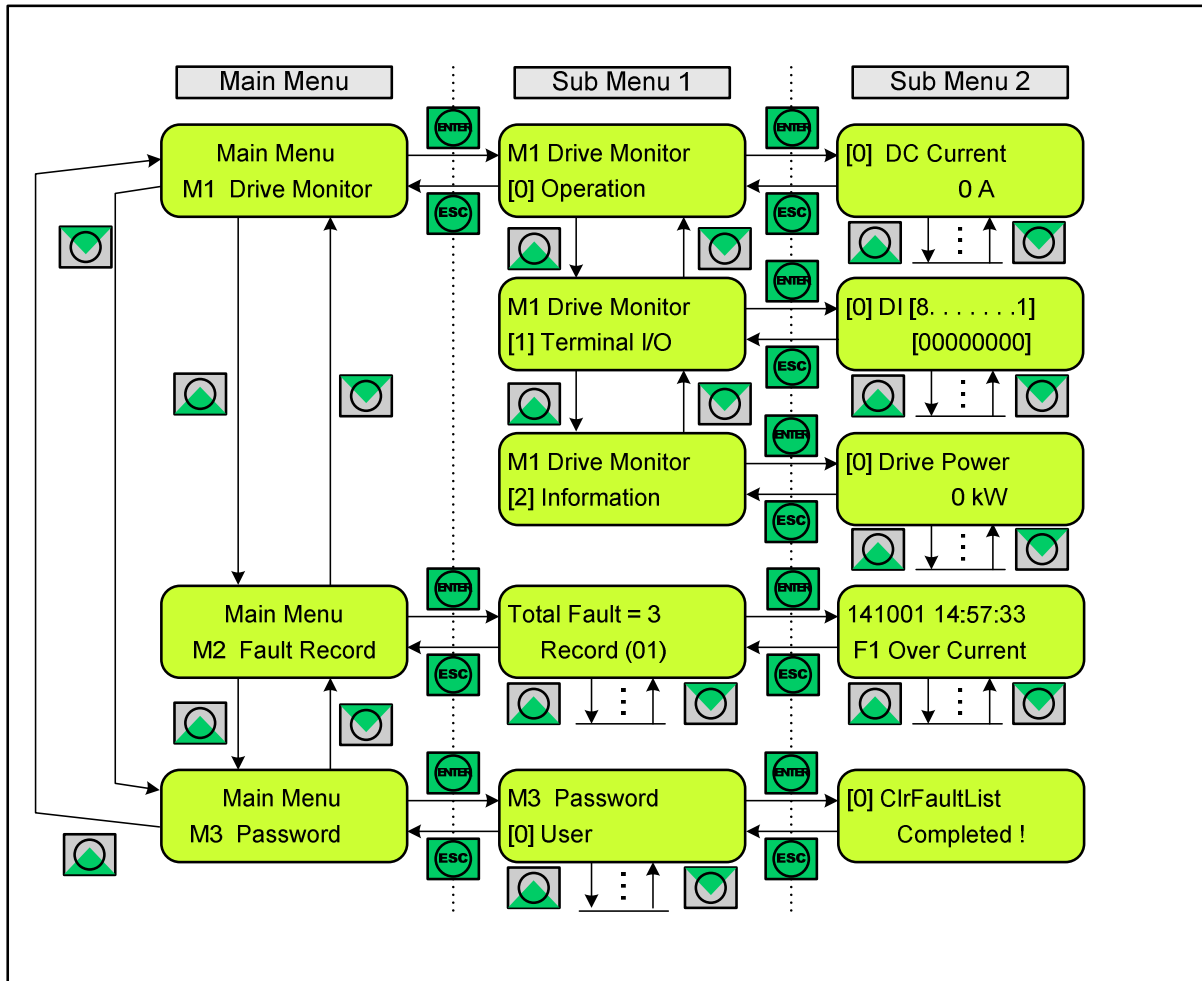 Main Menu
Sub Menu 1
Sub Menu 2
ENTER
ENTER
Main Menu
M1 Drive Monitor
M1 Drive Monitor
[0] Operation
[0] DC Current
0 A
ESC
ESC
ENTER
M1 Drive Monitor
[1] Terminal I/O
[0] DI [8. . . . . . .1]
[00000000]
ESC
ENTER
M1 Drive Monitor
[2] Information
[0] Drive Power
0 kW
ESC
ENTER
ENTER
Main Menu
M2 Fault Record
Total Fault = 3
Record (01)
141001 14:57:33
F1 Over Current
ESC
ESC
ENTER
ENTER
Main Menu
M3 Password
M3 Password
[0] User
[0] ClrFaultList
Completed !
ESC
ESC